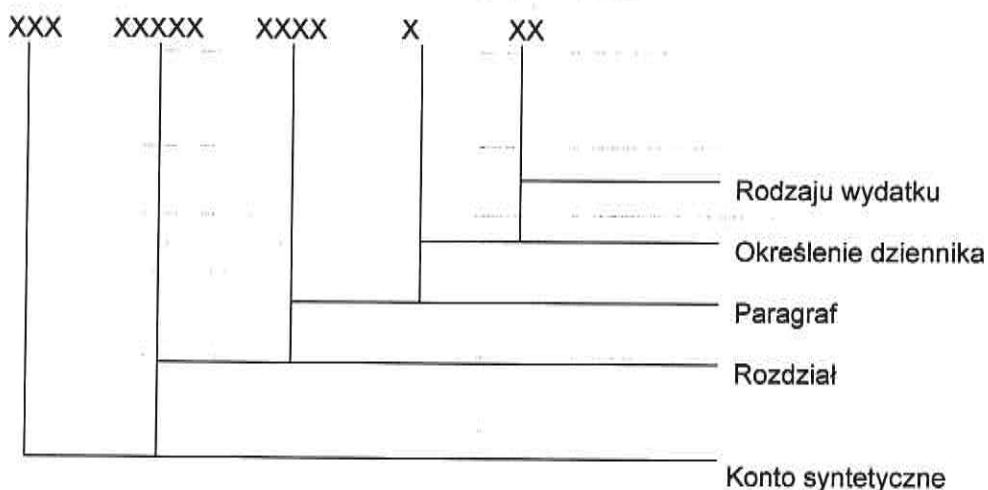 XXX XXXXX XXXX X XX
Rodzaju wydatku
Określenie dziennika
Paragraf
Rozdział
Konto syntetyczne